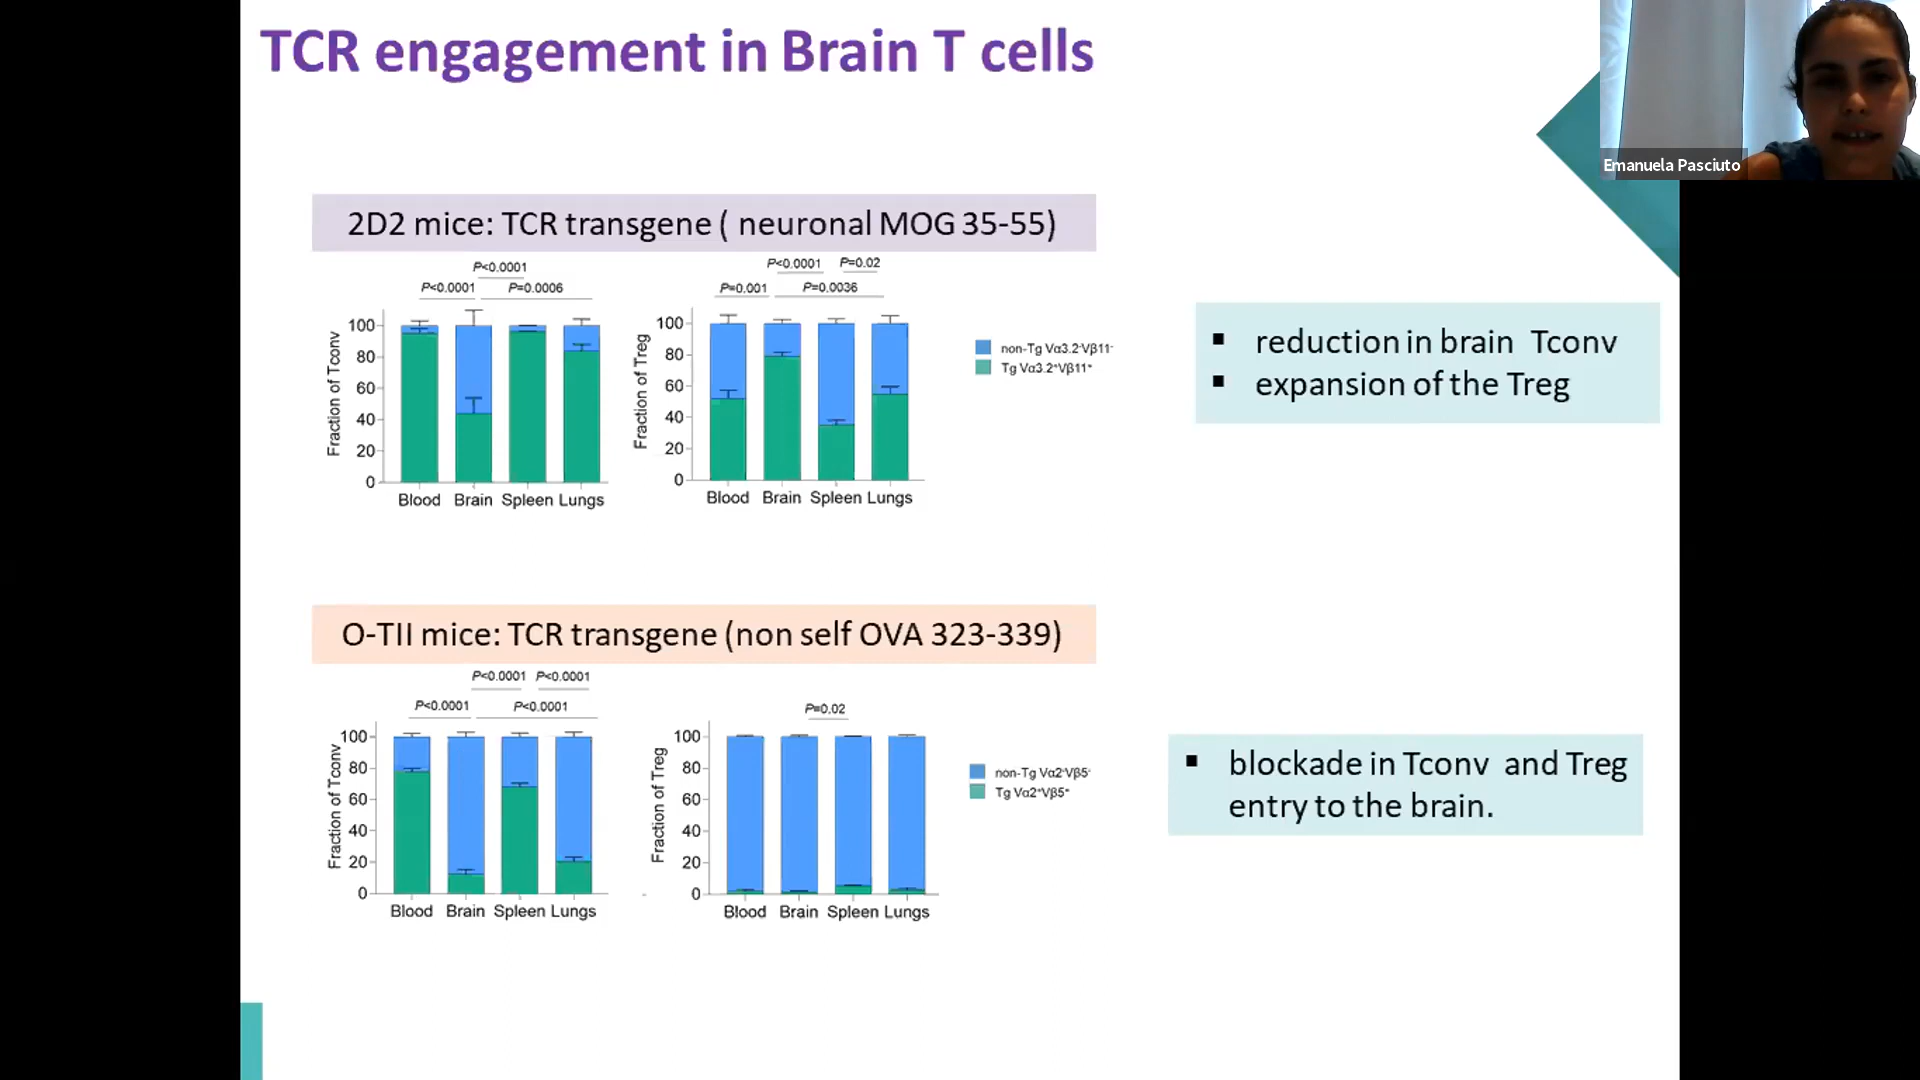 TCR engagement in Brain T cells
Emanuela Pasciuto
2D2 mice: TCR transgene ( neuronal MOG 35-55)
P<0.0001
P<0.0001 P=0.0006
Fraction of Tconv
100
80
60
40
20
0
Blood Brain Spleen Lungs
P<0.0001 P=0.02
P=0.001 P=0.0036
Fraction of Treg
100
80
60
40
20
0
Blood Brain Spleen Lungs
non-Tg Vα3.2-Vβ11-
Tg Vα3.2+Vβ11+
▪ reduction in brain Tconv
▪ expansion of the Treg
O-TII mice: TCR transgene (non self OVA 323-339)
P<0.0001 P<0.0001
P<0.0001 P<0.0001
Fraction of Tconv
100
80
60
40
20
0
Blood Brain Spleen Lungs
P=0.02
Fraction of Treg
100
80
60
40
20
0
Blood Brain Spleen Lungs
non-Tg Vα2-Vβ5-
Tg Vα2+Vβ5+
▪ blockade in Tconv and Treg
entry to the brain.